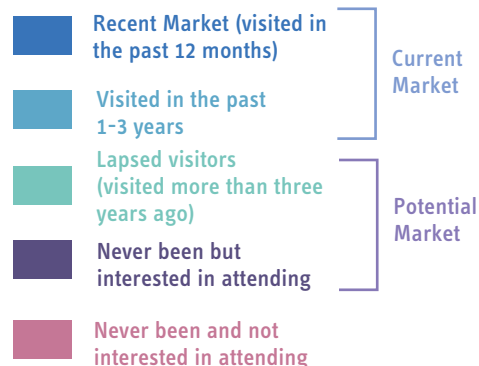 Recent Market (visited in
the past 12 months)
Current
Market
Visited in the past
1-3 years
Lapsed visitors
(visited more than three
years ago)
Potential
Market
Never been but
interested in attending
Never been and not
interested in attending